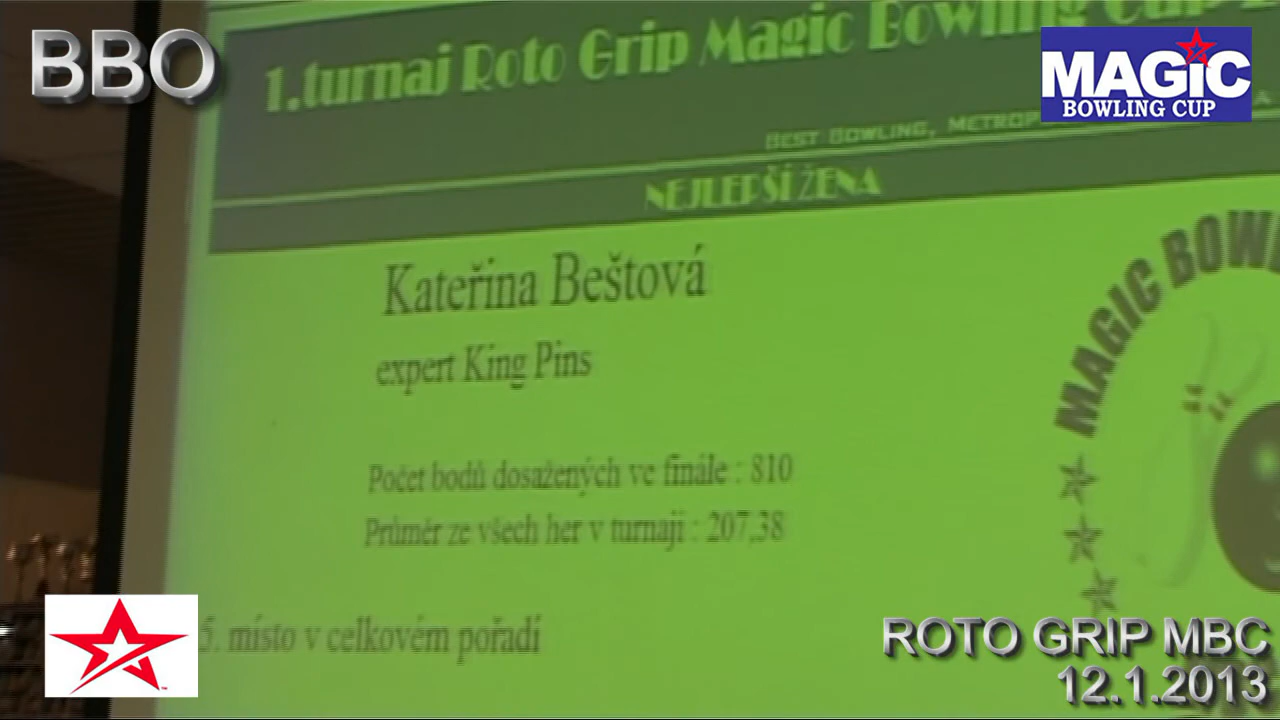 BBO
1.turnaj Roto Grip Magic Bowling Cup
MAGIC
BOWLING CUP
BEST BOWLING,
NEJLEPŠÍ ŽENA
Kateřina Beštová
expert King Pins
Počet bodů dosažených ve finále : 810
Průměr ze všech her v turnaji : 207,38
5. místo v celkovém pořadí
MAGIC
ROTO GRIP MBC
12.1.2013